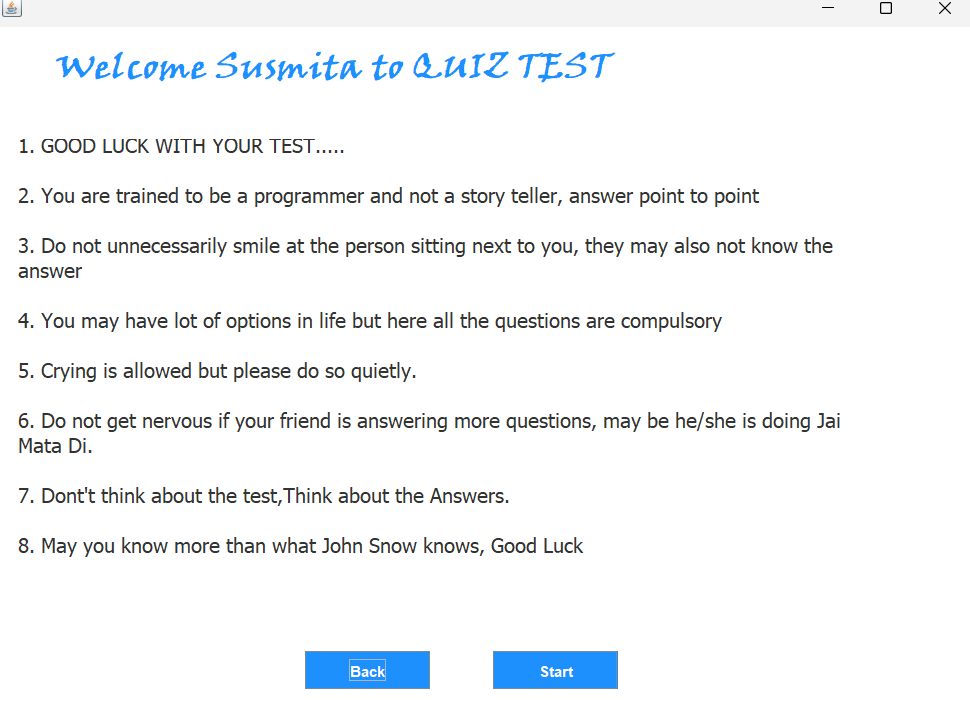 Welcome Susmita to QUIZ TEST
1. GOOD LUCK WITH YOUR TEST.....
2. You are trained to be a programmer and not a story teller, answer point to point
3. Do not unnecessarily smile at the person sitting next to you, they may also not know the
answer
4. You may have lot of options in life but here all the questions are compulsory
5. Crying is allowed but please do so quietly.
6. Do not get nervous if your friend is answering more questions, may be he/she is doing Jai
Mata Di.
7. Dont't think about the test,Think about the Answers.
8. May you know more than what John Snow knows, Good Luck
Back Start